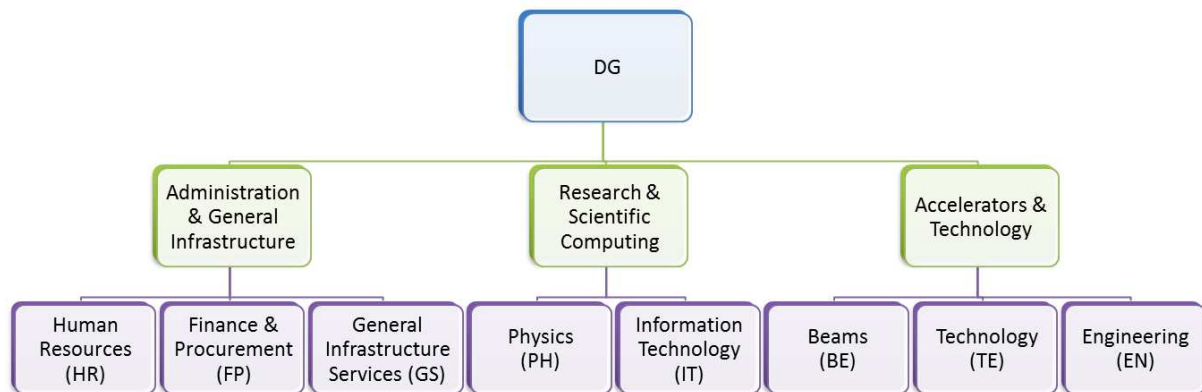 DG
Administration
& General
Infrastructure
Research &
Scientific
Computing
Accelerators &
Technology
Human
Resources
(HR)
Finance &
Procurement
(FP)
General
Infrastructure
Services (GS)
Physics
(PH)
Information
Technology
(IT)
Beams
(BE)
Technology
(TE)
Engineering
(EN)